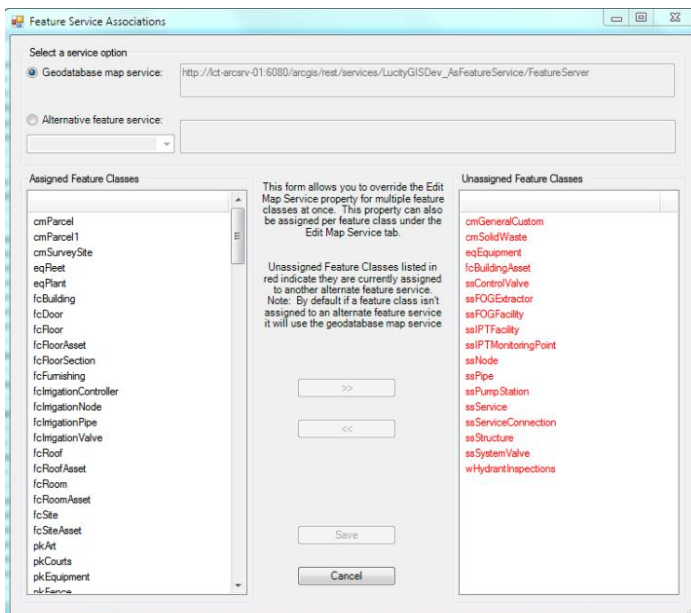 Feature Service Associations
Select a service option
Geodatabase map service:
http://lct-arcsrv-01:6080/arcgis/rest/services/LucityGISDev_AsFeatureService/FeatureServer
Alternative feature service:
Assigned Feature Classes
cmParcel
cmParcel1
cmSurveySite
eqFleet
eqPlant
fcBuilding
fcDoor
fcFloor
fcFloorAsset
fcFloorSection
fcFurnishing
fcIrrigationController
fcIrrigationNode
fcIrrigationPipe
fcIrrigationValve
fcRoof
fcRoofAsset
fcRoom
fcRoomAsset
fcSite
fcSiteAsset
pkArt
pkCourts
pkEquipment
pkFence
This form allows you to override the Edit
Map Service property for multiple feature
classes at once. This property can also
be assigned per feature class under the
Edit Map Service tab.
Unassigned Feature Classes listed in
red indicate they are currently assigned
to another alternate feature service.
Note: By default if a feature class isn't
assigned to an alternate feature service
it will use the geodatabase map service
>>
<<
Save
Cancel
Unassigned Feature Classes
cmGeneralCustom
cmSolidWaste
eqEquipment
fcBuildingAsset
ssControlValve
ssFOGExtractor
ssFOGFacility
ssIPTFacility
ssIPTMonitoringPoint
ssNode
ssPipe
ssPumpStation
ssService
ssServiceConnection
ssStructure
ssSystemValve
wHydrantInspections